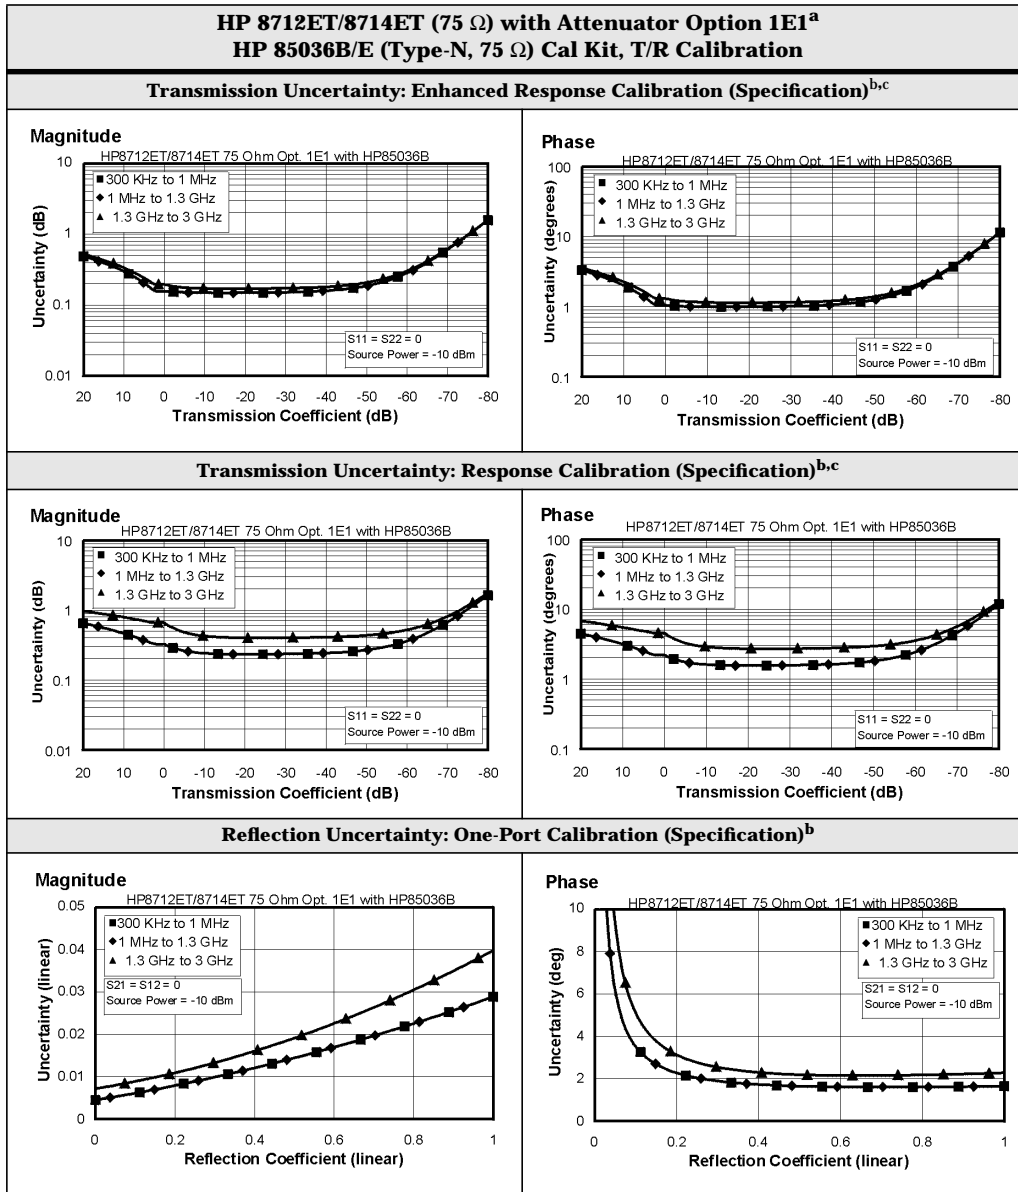 HP 8712ET/8714ET (75 Ω) with Attenuator Option 1E1a
HP 85036B/E (Type-N, 75 Ω) Cal Kit, T/R Calibration
Transmission Uncertainty: Enhanced Response Calibration (Specification)b,c
Magnitude
HP8712ET/8714ET 75 Ohm Opt. 1E1 with HP85036B
300 KHz to 1 MHz
1 MHz to 1.3 GHz
1.3 GHz to 3 GHz
Uncertainty (dB)
10
1
0.1
0.01
S11 = S22 = 0
Source Power = -10 dBm
20 10 0 -10 -20 -30 -40 -50 -60 -70 -80
Transmission Coefficient (dB)
Phase
HP8712ET/8714ET 75 Ohm Opt. 1E1 with HP85036B
300 KHz to 1 MHz
1 MHz to 1.3 GHz
1.3 GHz to 3 GHz
Uncertainty (degrees)
100
10
1
0.1
S11 = S22 = 0
Source Power = -10 dBm
20 10 0 -10 -20 -30 -40 -50 -60 -70 -80
Transmission Coefficient (dB)
Transmission Uncertainty: Response Calibration (Specification)b,c
Magnitude
HP8712ET/8714ET 75 Ohm Opt. 1E1 with HP85036B
300 KHz to 1 MHz
1 MHz to 1.3 GHz
1.3 GHz to 3 GHz
Uncertainty (dB)
10
1
0.1
0.01
S11 = S22 = 0
Source Power = -10 dBm
20 10 0 -10 -20 -30 -40 -50 -60 -70 -80
Transmission Coefficient (dB)
Phase
HP8712ET/8714ET 75 Ohm Opt. 1E1 with HP85036B
300 KHz to 1 MHz
1 MHz to 1.3 GHz
1.3 GHz to 3 GHz
Uncertainty (degrees)
100
10
1
0.1
S11 = S22 = 0
Source Power = -10 dBm
20 10 0 -10 -20 -30 -40 -50 -60 -70 -80
Transmission Coefficient (dB)
Reflection Uncertainty: One-Port Calibration (Specification)b
Magnitude
HP8712ET/8714ET 75 Ohm Opt. 1E1 with HP85036B
300 KHz to 1 MHz
1 MHz to 1.3 GHz
1.3 GHz to 3 GHz
S21 = S12 = 0
Source Power = -10 dBm
Uncertainty (linear)
0.05
0.04
0.03
0.02
0.01
0
0 0.2 0.4 0.6 0.8 1
Reflection Coefficient (linear)
Phase
HP8712ET/8714ET 75 Ohm Opt. 1E1 with HP85036B
300 KHz to 1 MHz
1 MHz to 1.3 GHz
1.3 GHz to 3 GHz
S21 = S12 = 0
Source Power = -10 dBm
Uncertainty (deg)
10
8
6
4
2
0
0 0.2 0.4 0.6 0.8 1
Reflection Coefficient (linear)